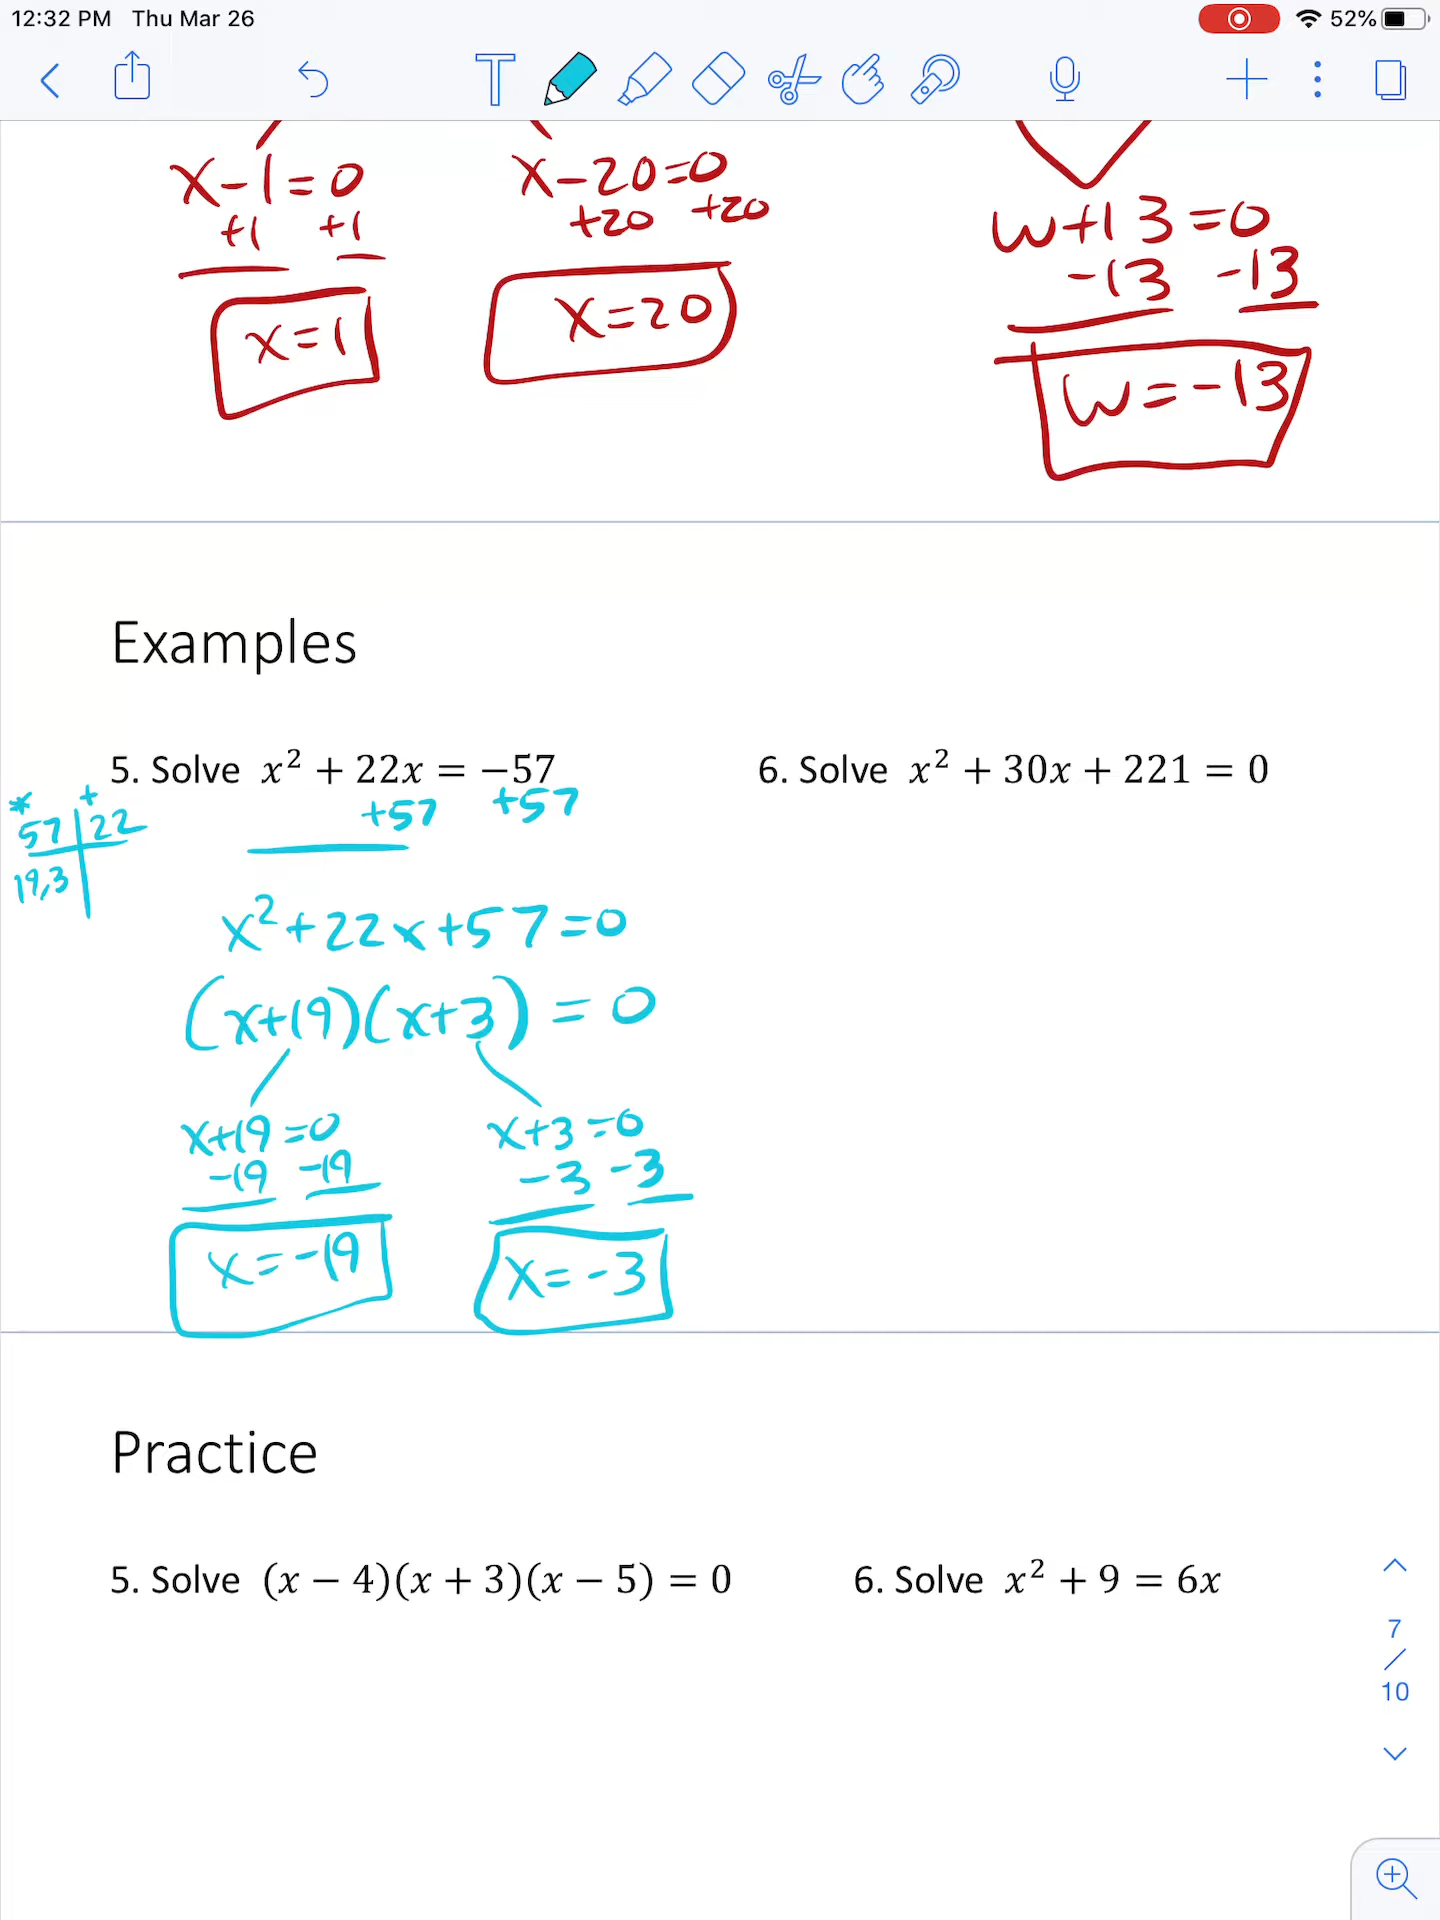 12:32 PM Thu Mar 26
52%
T
x-1=0
+1 +1
x=1
x-20=0
+20 +20
x=20
w+13=0
-13 -13
w=-13
Examples
5. Solve x² + 22x = −57
+57 +57
* +
57 | 22
19,3
x²+22x+57=0
(x+19)(x+3) = 0
x+19=0
-19 -19
x=-19
x+3=0
-3 -3
x=-3
6. Solve x² + 30x + 221 = 0
Practice
5. Solve (x − 4)(x + 3)(x − 5) = 0
6. Solve x² + 9 = 6x
7
/
10